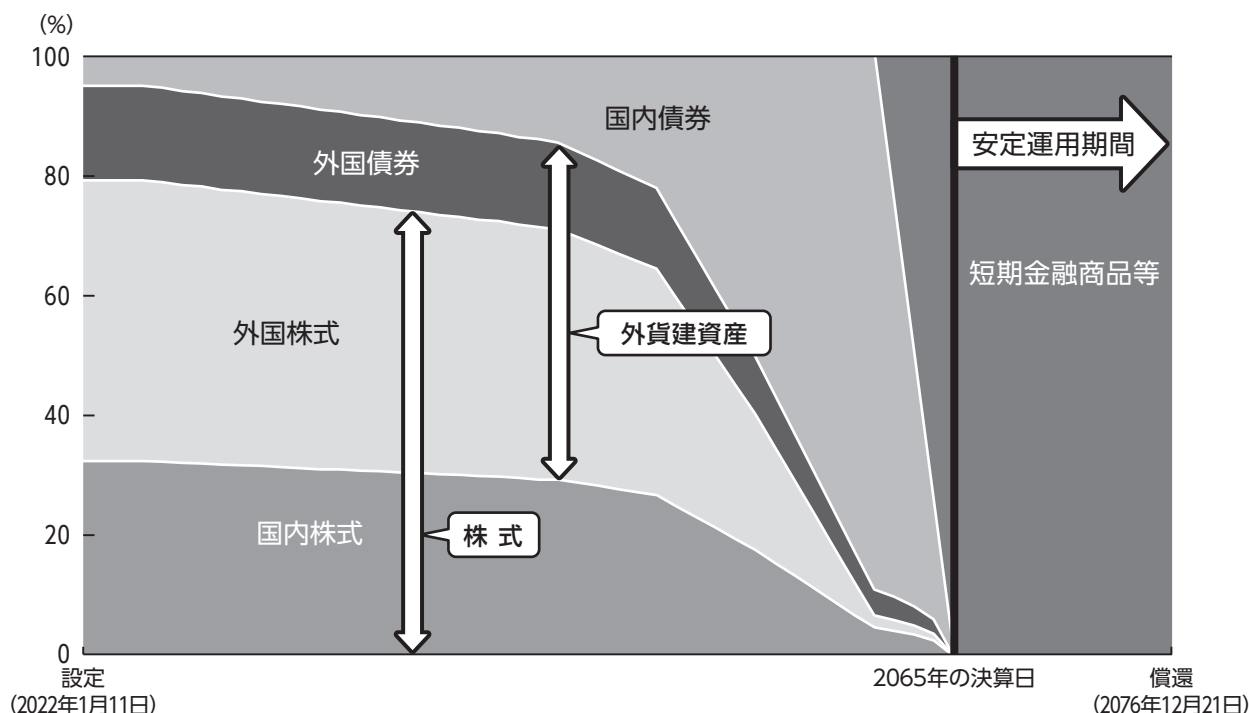 (%)
100
80
60
40
20
0
国内債券
外国債券
外国株式
国内株式
外貨建資産
株 式
安定運用期間
短期金融商品等
設定
(2022年1月11日)
2065年の決算日
償還
(2076年12月21日)